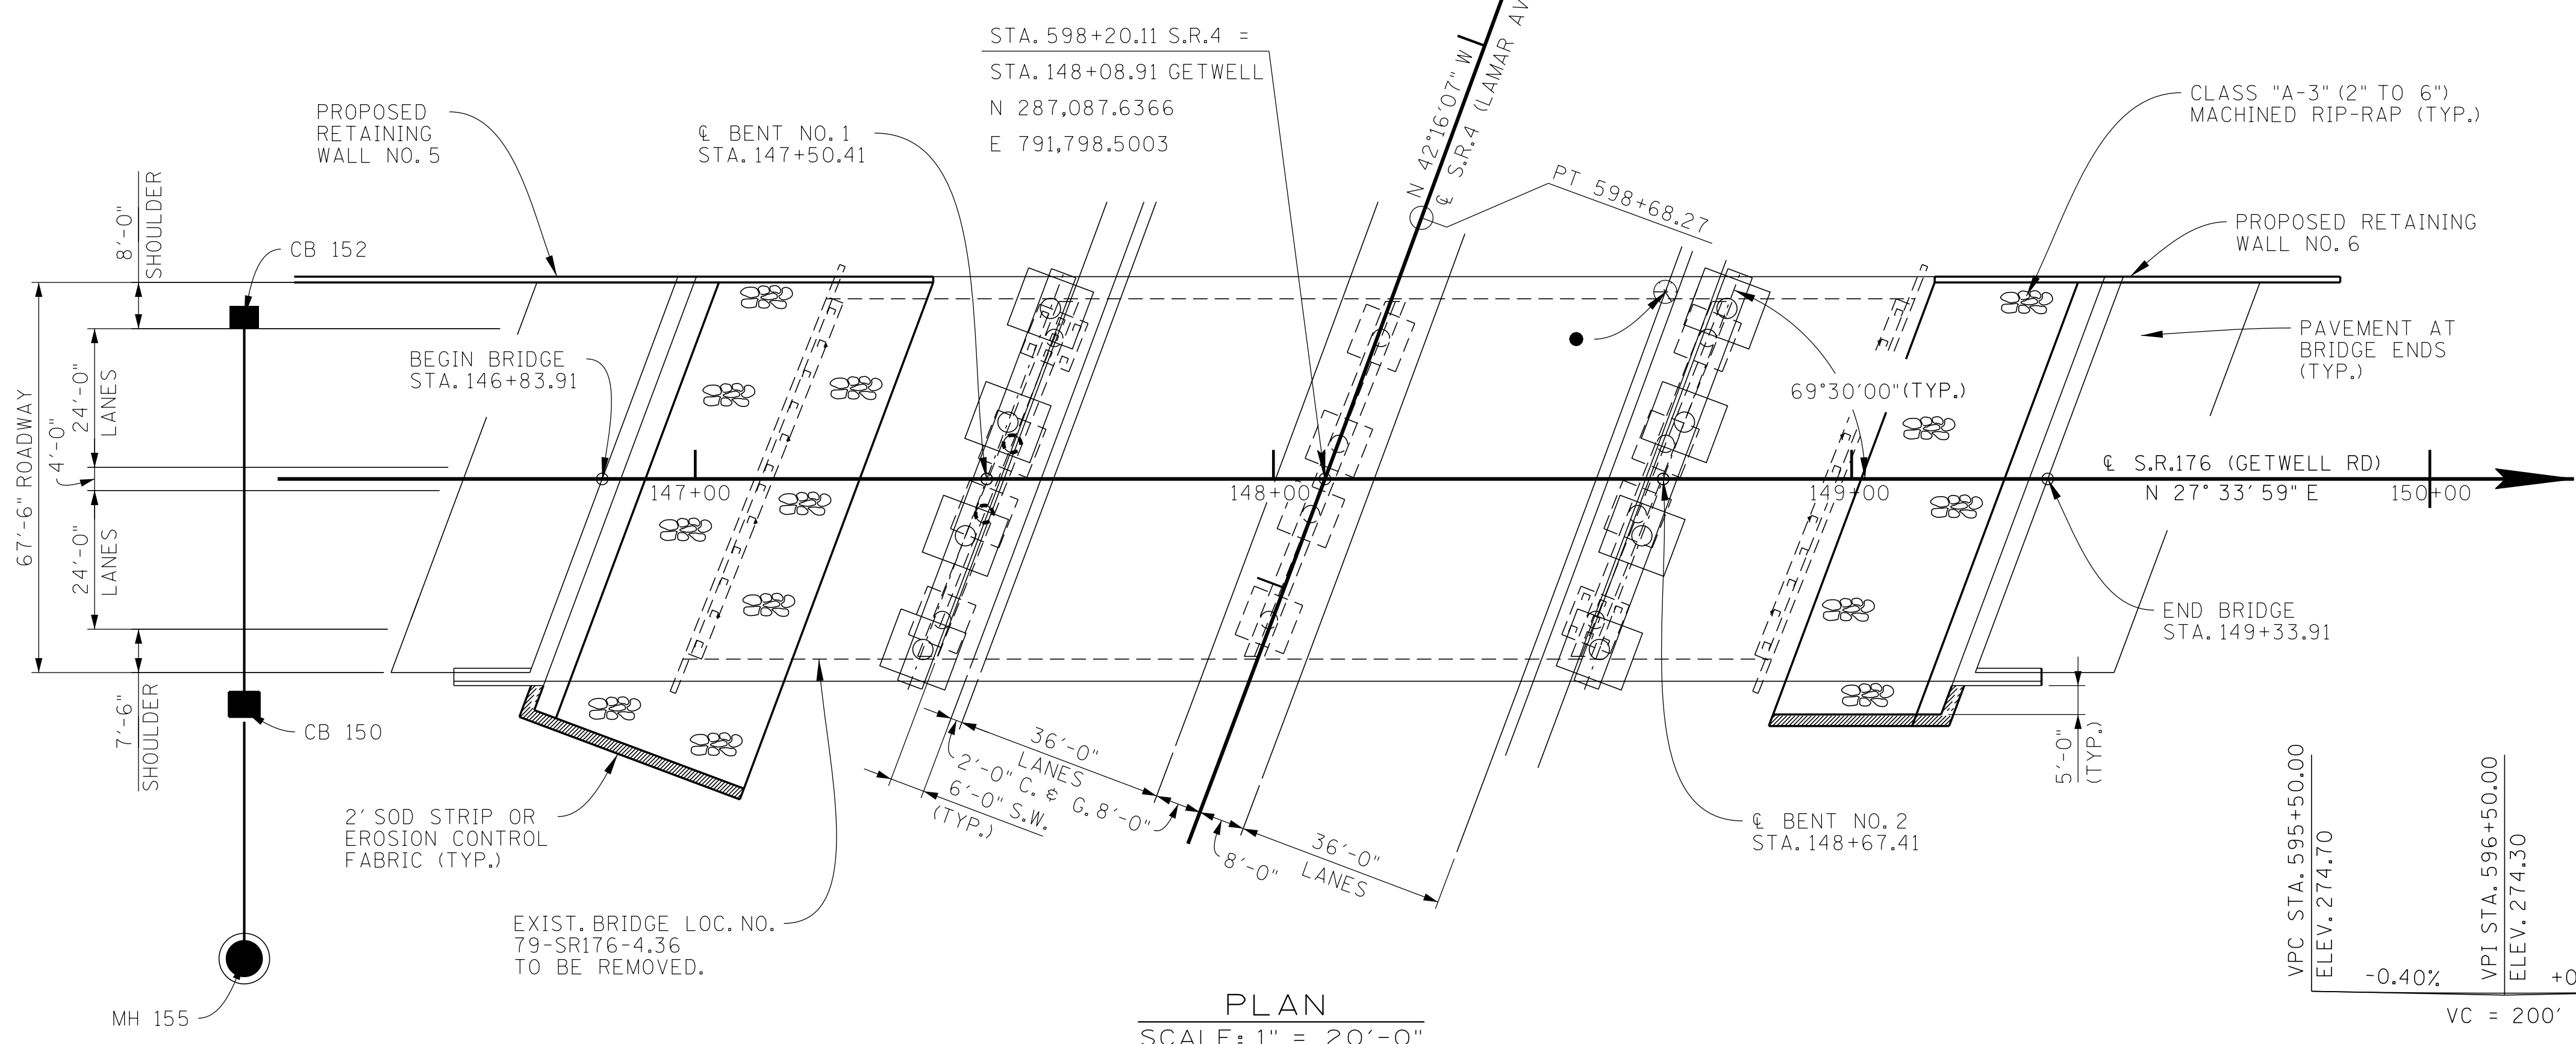 STA. 598+20.11 S.R.4 =
STA. 148+08.91 GETWELL
N 287,087.6366
E 791,798.5003
N 42°16'07" W
℄ S.R.4 (LAMAR AV
PROPOSED
RETAINING
WALL NO. 5
℄ BENT NO. 1
STA. 147+50.41
PT 598+68.27
CLASS "A-3" (2" TO 6")
MACHINED RIP-RAP (TYP.)
PROPOSED RETAINING
WALL NO. 6
PAVEMENT AT
BRIDGE ENDS
(TYP.)
8'-0"
SHOULDER
CB 152
BEGIN BRIDGE
STA. 146+83.91
69°30'00" (TYP.)
67'-6" ROADWAY
24'-0"
LANES
4'-0"
24'-0"
LANES
147+00
148+00
149+00
℄ S.R.176 (GETWELL RD)
N 27° 33' 59" E
150+00
7'-6"
SHOULDER
CB 150
END BRIDGE
STA. 149+33.91
5'-0"
(TYP.)
36'-0"
LANES
2'-0" C. & G.
8'-0"
6'-0" S.W.
(TYP.)
8'-0"
36'-0"
LANES
℄ BENT NO. 2
STA. 148+67.41
2' SOD STRIP OR
EROSION CONTROL
FABRIC (TYP.)
EXIST. BRIDGE LOC. NO.
79-SR176-4.36
TO BE REMOVED.
MH 155
PLAN
SCALE: 1" = 20'-0"
VPC STA. 595+50.00
ELEV. 274.70
-0.40%
VPI STA. 596+50.00
ELEV. 274.30
+0
VC = 200'